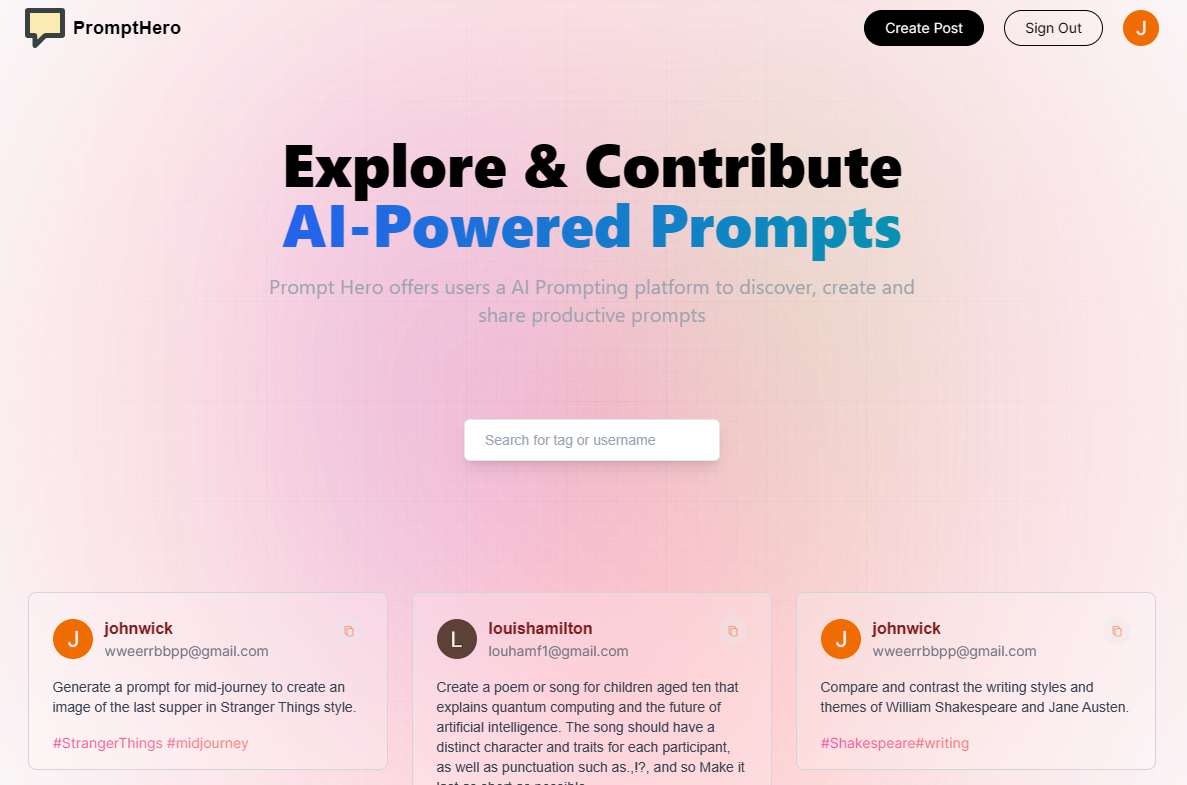 PromptHero
Create Post
Sign Out
J
Explore & Contribute
AI-Powered Prompts
Prompt Hero offers users a AI Prompting platform to discover, create and
share productive prompts
Search for tag or username
J
johnwick
wweerrbbpp@gmail.com
Generate a prompt for mid-journey to create an
image of the last supper in Stranger Things style.
#StrangerThings #midjourney
L
louishamilton
louhamf1@gmail.com
Create a poem or song for children aged ten that
explains quantum computing and the future of
artificial intelligence. The song should have a
distinct character and traits for each participant,
as well as punctuation such as.,!?, and so Make it
last as short as possible
J
johnwick
wweerrbbpp@gmail.com
Compare and contrast the writing styles and
themes of William Shakespeare and Jane Austen.
#Shakespeare#writing